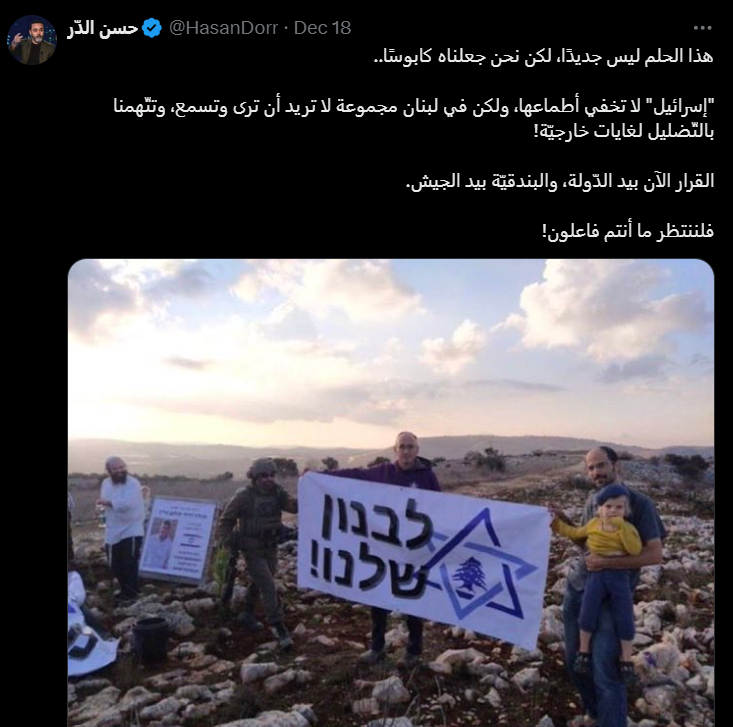 حسن الدّر @HasanDorr · Dec 18
هذا الحلم ليس جديدًا، لكن نحن جعلناه كابوسًا..
"إسرائيل" لا تخفي أطماعها، ولكن في لبنان مجموعة لا تريد أن ترى وتسمع، وتتّهمنا
بالتّضليل لغايات خارجيّة!
القرار الآن بيد الدّولة، والبندقيّة بيد الجيش.
فلننتظر ما أنتم فاعلون!
לבנון
שלנו!